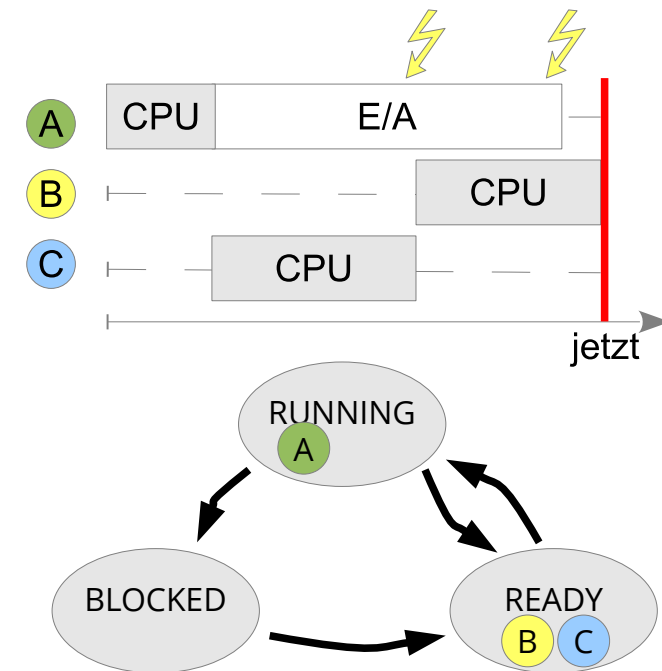 A CPU E/A
B CPU
C CPU
jetzt
RUNNING
A
BLOCKED READY
B C